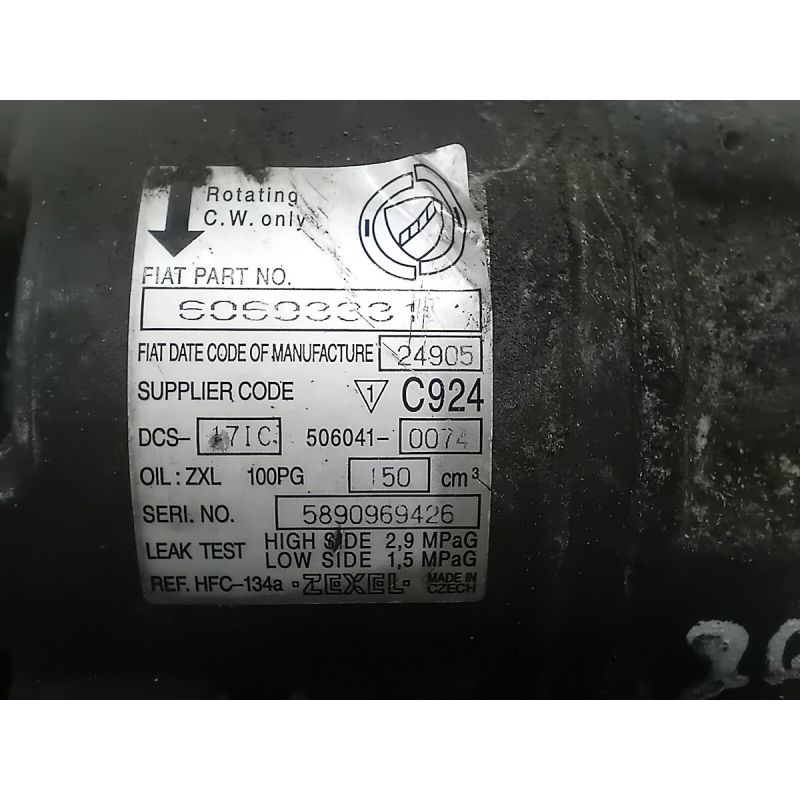 Rotating
C.W. only
FIAT PART NO.
60603331
FIAT DATE CODE OF MANUFACTURE 24905
SUPPLIER CODE 1 C924
DCS- 17IC 506041- 0074
OIL : ZXL 100PG 150 cm³
SERI. NO. 5890969426
LEAK TEST HIGH SIDE 2,9 MPaG
LOW SIDE 1,5 MPaG
REF. HFC-134a ·ZEXEL· MADE IN CZECH